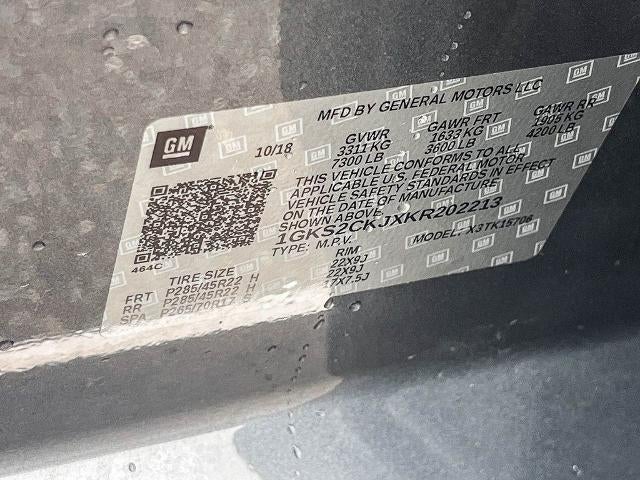 GM
MFD BY GENERAL MOTORS LLC
10/18 GVWR GAWR FRT GAWR RR
3311 KG 1633 KG 1905 KG
7300 LB 3600 LB 4200 LB
THIS VEHICLE CONFORMS TO ALL
APPLICABLE U.S. FEDERAL MOTOR
VEHICLE SAFETY STANDARDS IN EFFECT
ON THE DATE OF MANUFACTURE
SHOWN ABOVE.
1GKS2CKJXKR202213
TYPE: M.P.V. MODEL: X3TK15706
464C
TIRE SIZE RIM
FRT P285/45R22 H 22X9J
RR P285/45R22 H 22X9J
SPA P265/70R17 S 17X7.5J